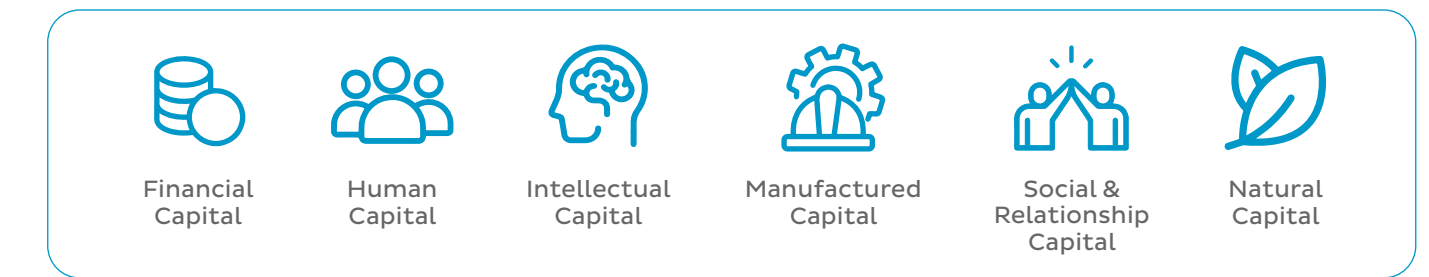 Financial
Capital
Human
Capital
Intellectual
Capital
Manufactured
Capital
Social &
Relationship
Capital
Natural
Capital